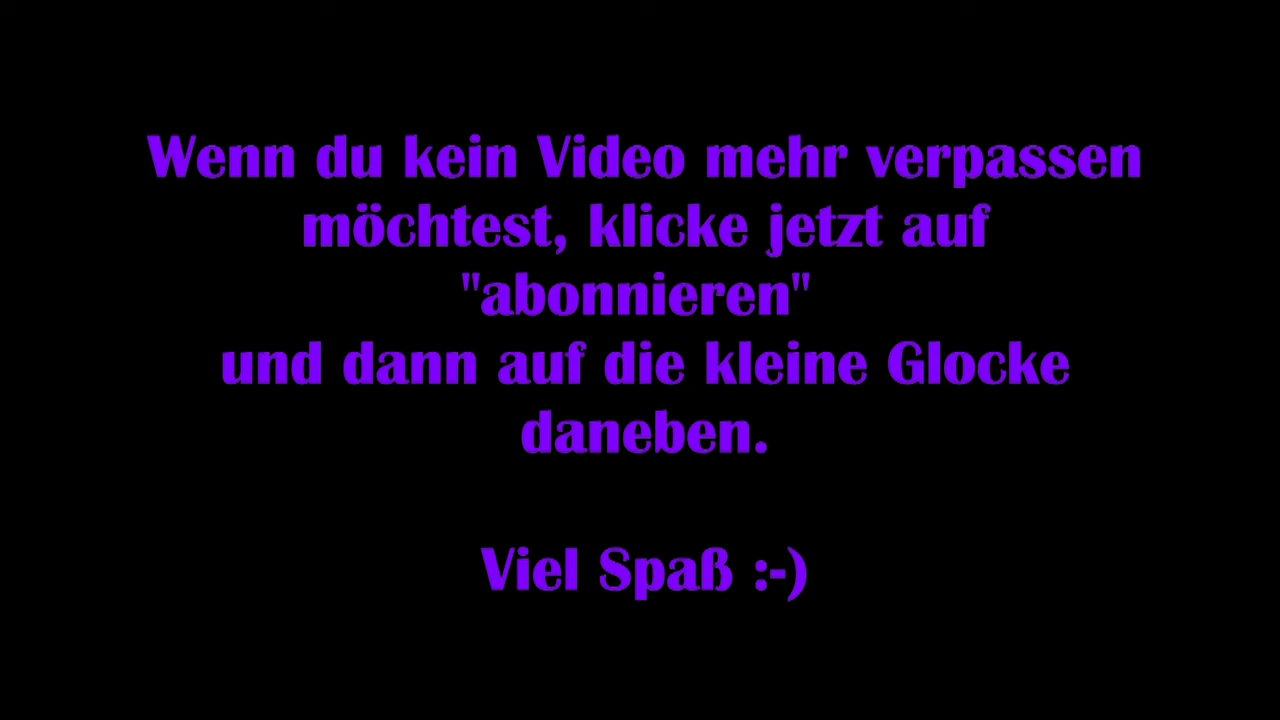 Wenn du kein Video mehr verpassen
möchtest, klicke jetzt auf
"abonnieren"
und dann auf die kleine Glocke
daneben.
Viel Spaß :-)